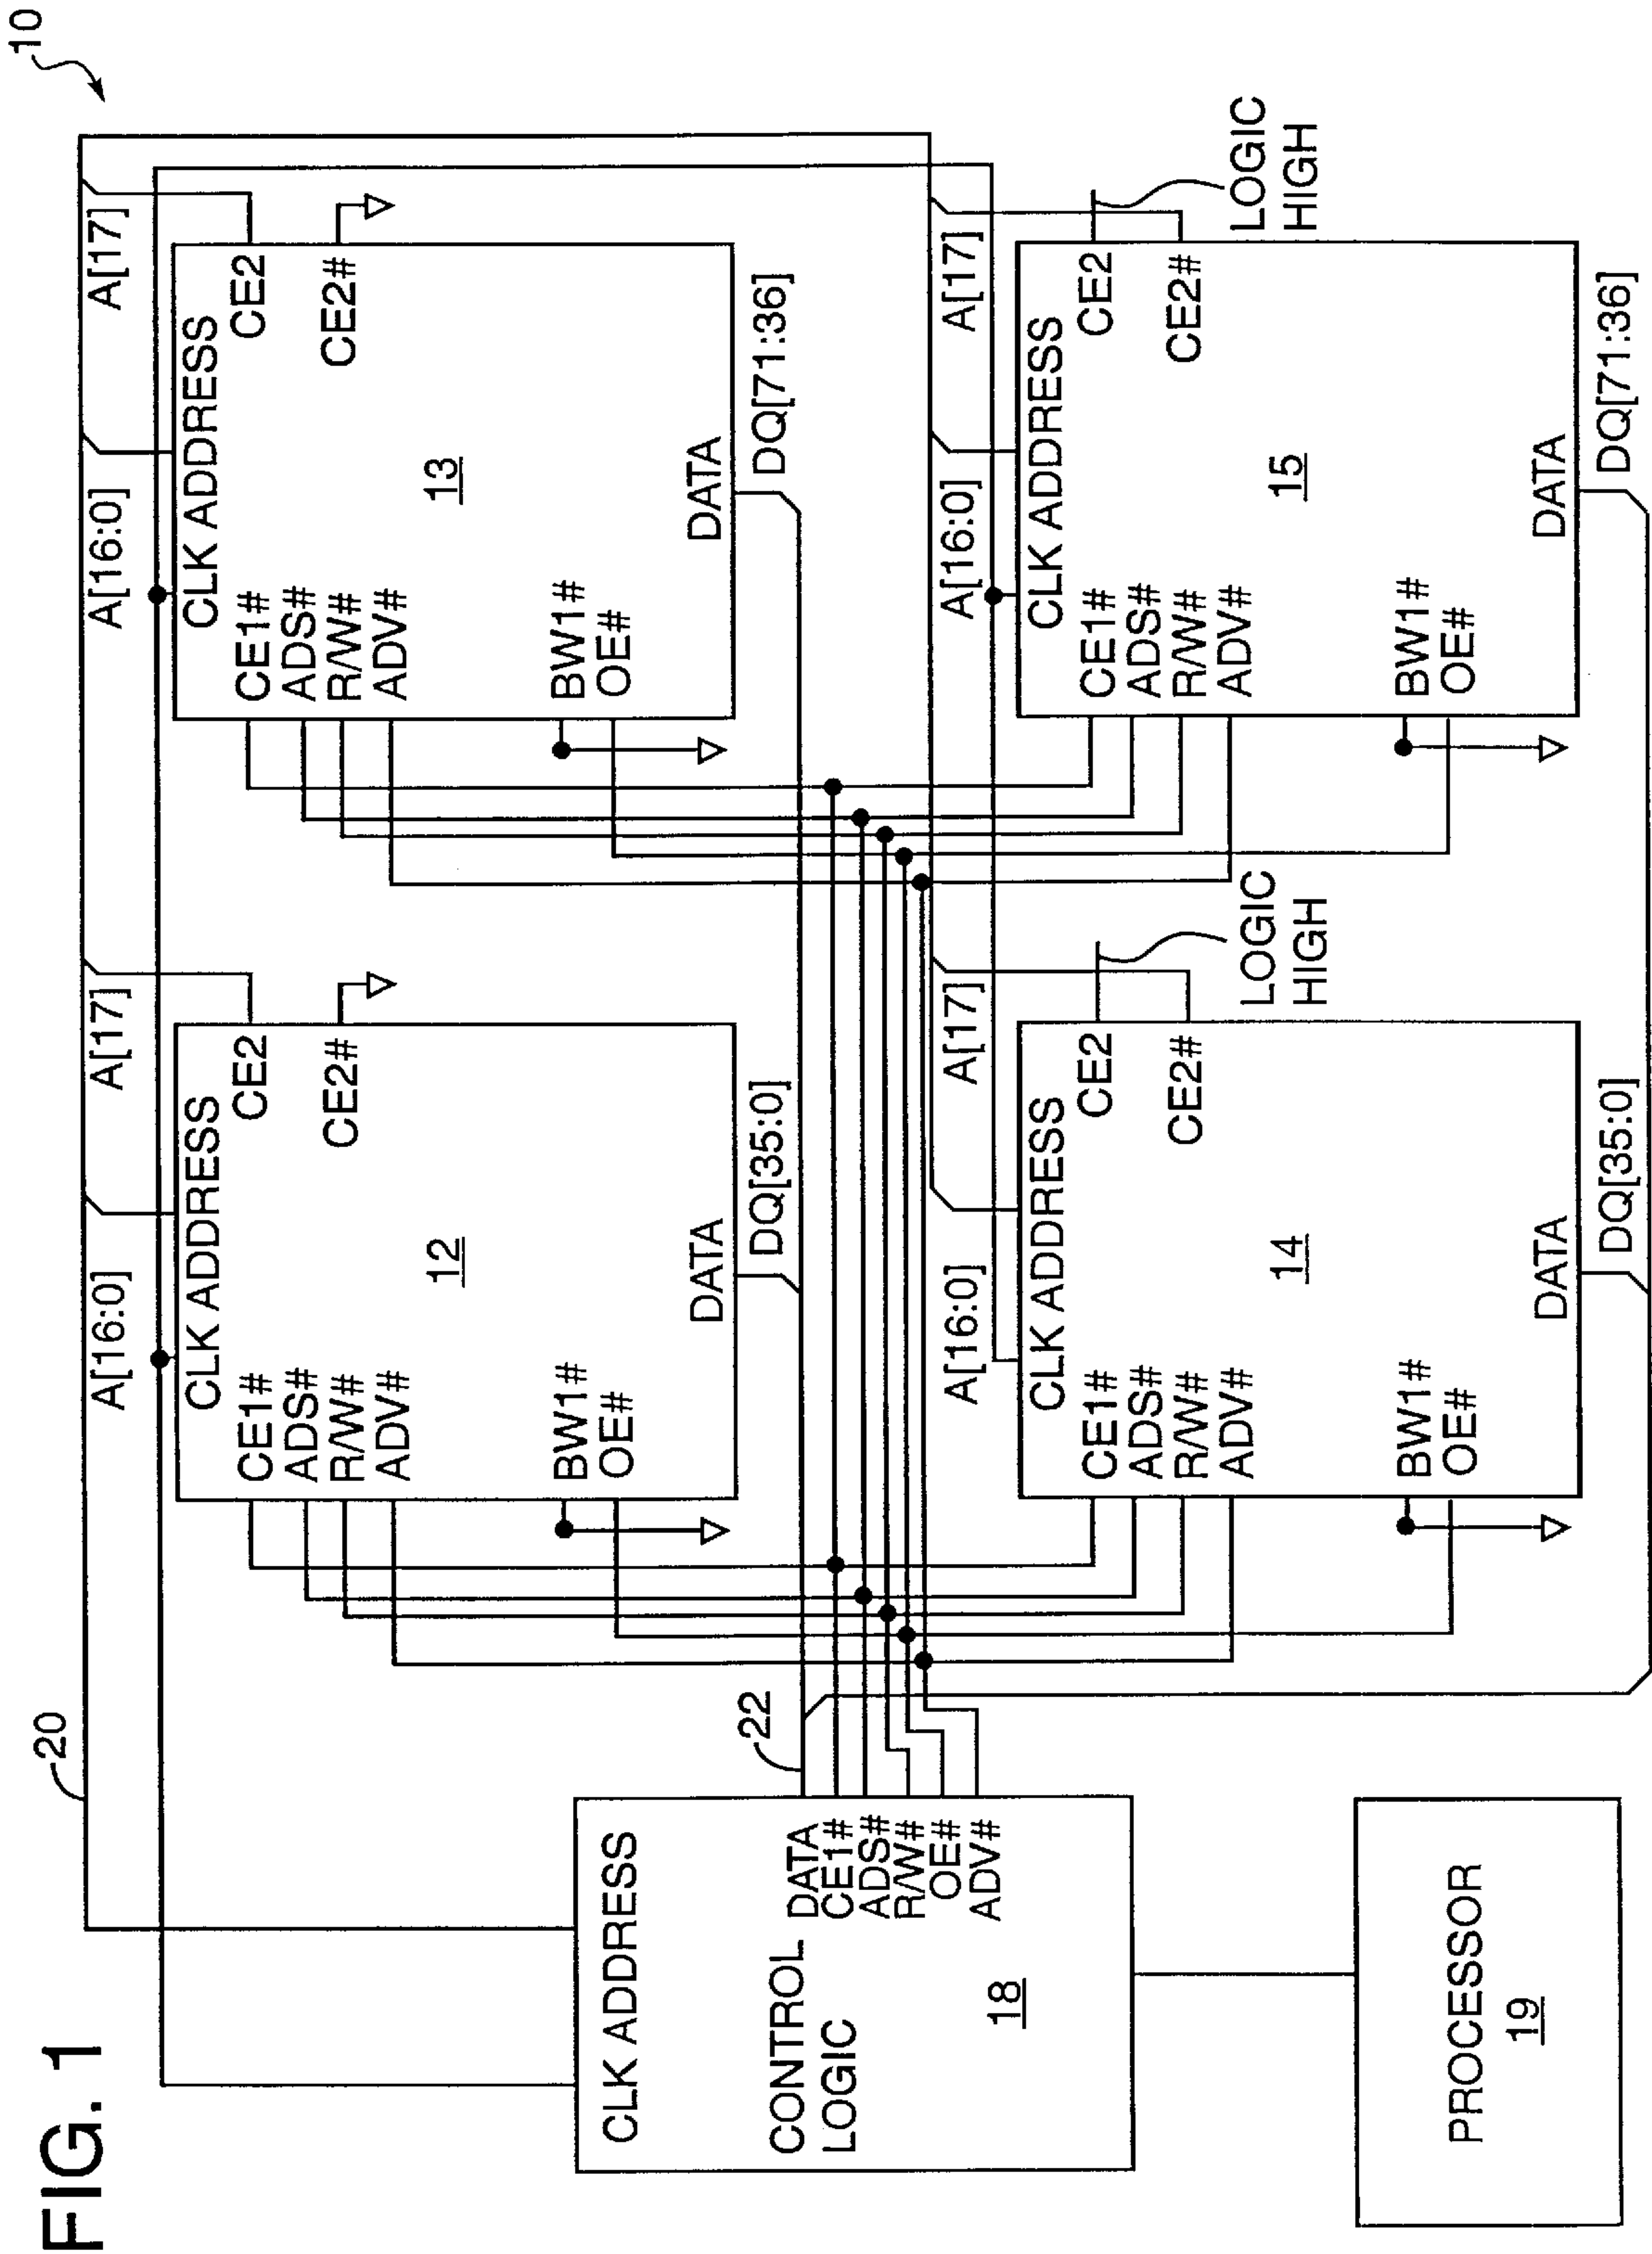 FIG. 1
10
20
A[16:0]
A[17]
A[16:0]
A[17]
CLK ADDRESS
CE1#
ADS#
R/W#
ADV#
BW1#
OE#
CE2
CE2#
12
DATA
DQ[35:0]
CLK ADDRESS
CE1#
ADS#
R/W#
ADV#
BW1#
OE#
CE2
CE2#
13
DATA
DQ[71:36]
CLK ADDRESS
CONTROL
LOGIC
18
DATA
CE1#
ADS#
R/W#
OE#
ADV#
22
A[16:0]
A[17]
A[16:0]
A[17]
CLK ADDRESS
CE1#
ADS#
R/W#
ADV#
BW1#
OE#
CE2
CE2#
14
DATA
DQ[35:0]
LOGIC
HIGH
CLK ADDRESS
CE1#
ADS#
R/W#
ADV#
BW1#
OE#
CE2
CE2#
15
DATA
DQ[71:36]
LOGIC
HIGH
PROCESSOR
19